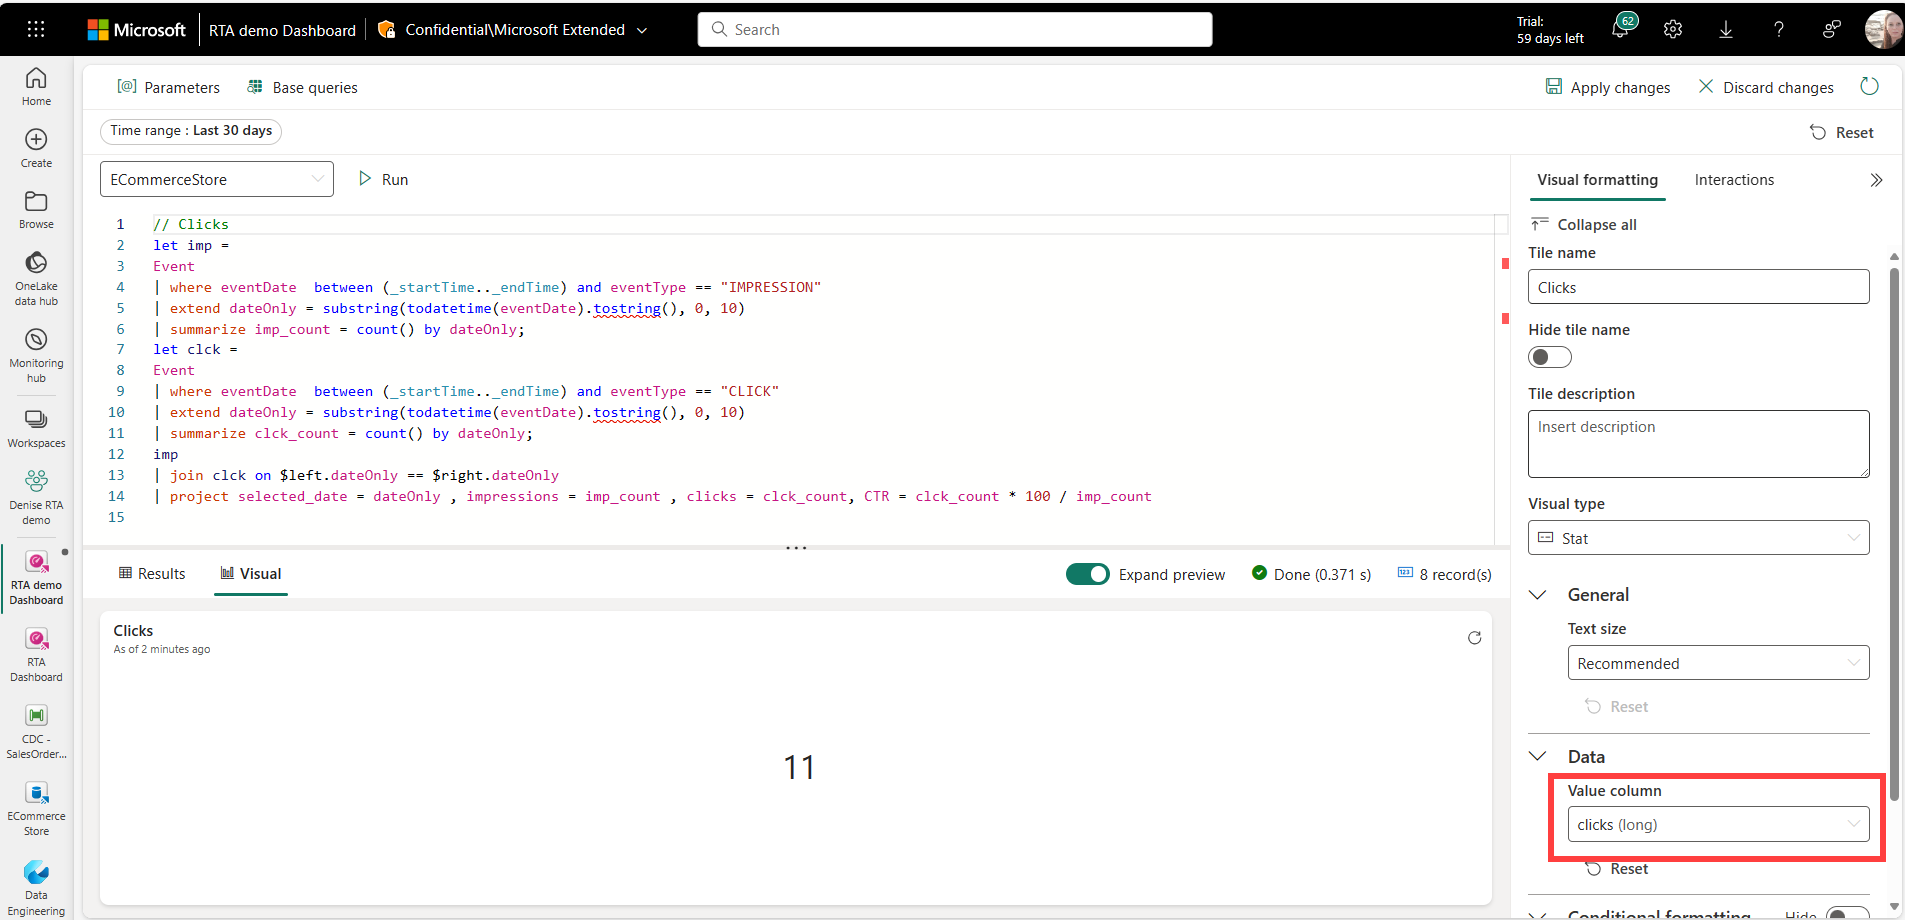 Microsoft RTA demo Dashboard Confidential\Microsoft Extended
Search
Trial:
59 days left
62
Home
Create
Browse
OneLake
data hub
Monitoring
hub
Workspaces
Denise RTA
demo
RTA demo
Dashboard
RTA
Dashboard
CDC -
SalesOrder...
ECommerce
Store
Data
Engineering
Parameters Base queries
Apply changes Discard changes
Time range : Last 30 days
Reset
ECommerceStore Run
1 // Clicks
2 let imp =
3 Event
4 | where eventDate  between (_startTime.._endTime) and eventType == "IMPRESSION"
5 | extend dateOnly = substring(todatetime(eventDate).tostring(), 0, 10)
6 | summarize imp_count = count() by dateOnly;
7 let clck =
8 Event
9 | where eventDate  between (_startTime.._endTime) and eventType == "CLICK"
10 | extend dateOnly = substring(todatetime(eventDate).tostring(), 0, 10)
11 | summarize clck_count = count() by dateOnly;
12 imp
13 | join clck on $left.dateOnly == $right.dateOnly
14 | project selected_date = dateOnly , impressions = imp_count , clicks = clck_count, CTR = clck_count * 100 / imp_count
15
Results Visual
Expand preview Done (0.371 s) 8 record(s)
Clicks
As of 2 minutes ago
11
Visual formatting Interactions
Collapse all
Tile name
Clicks
Hide tile name
Tile description
Insert description
Visual type
Stat
General
Text size
Recommended
Reset
Data
Value column
clicks (long)
Reset
Conditional formatting Hide